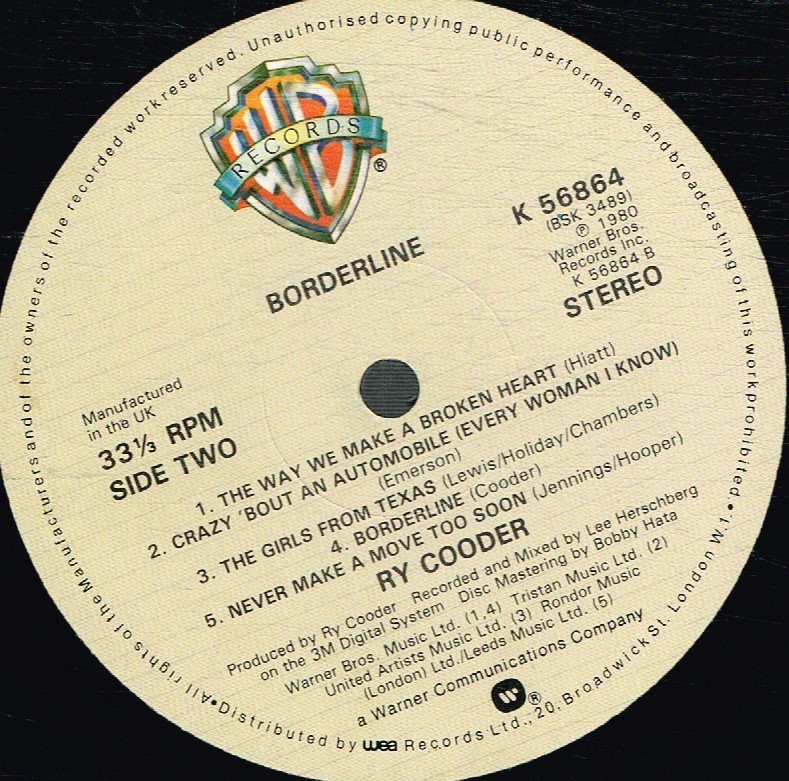 WB
RECORDS
®
BORDERLINE
K 56864
(BSK 3489)
℗ 1980
Warner Bros.
Records Inc.
K 56864 B
STEREO
Manufactured
in the UK
33⅓ RPM
SIDE TWO
1. THE WAY WE MAKE A BROKEN HEART (Hiatt)
2. CRAZY 'BOUT AN AUTOMOBILE (EVERY WOMAN I KNOW)
(Emerson)
3. THE GIRLS FROM TEXAS (Lewis/Holiday/Chambers)
4. BORDERLINE (Cooder)
5. NEVER MAKE A MOVE TOO SOON (Jennings/Hooper)
RY COODER
Produced by Ry Cooder Recorded and Mixed by Lee Herschberg
on the 3M Digital System Disc Mastering by Bobby Hata
Warner Bros. Music Ltd. (1,4) Tristan Music Ltd. (2)
United Artists Music Ltd. (3) Rondor Music
(London) Ltd./Leeds Music Ltd. (5)
a Warner Communications Company
®
All rights of the Manufacturers and of the owners of the recorded work reserved. Unauthorised copying public performance and broadcasting of this work prohibited. • Distributed by wea Records Ltd., 20, Broadwick St. London W.1. •